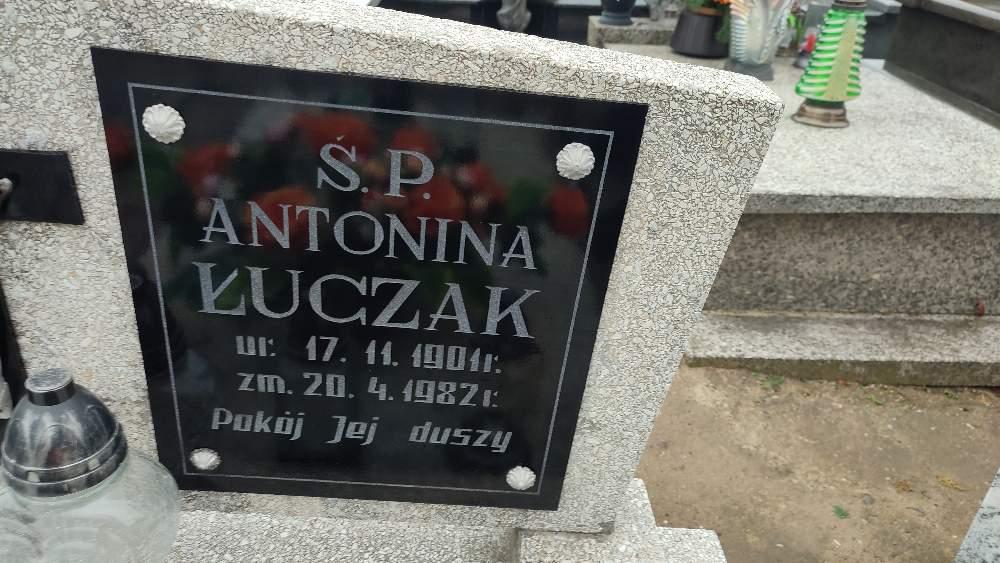 Ś.P.
ANTONINA
ŁUCZAK
ur. 17. 11. 1901r.
zm. 20. 4. 1982r.
Pokój Jej duszy